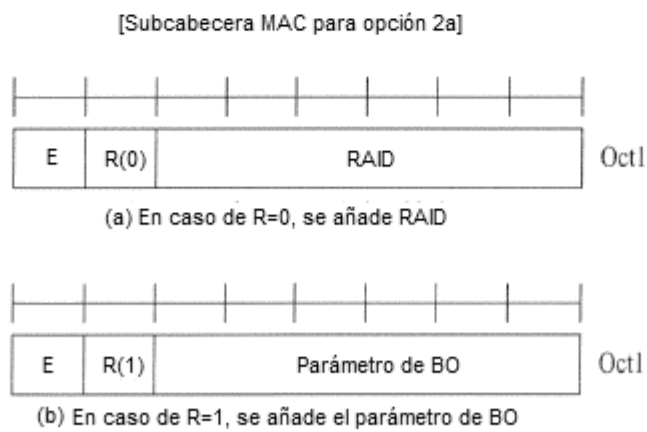 [Subcabecera MAC para opción 2a]
E R(0) RAID Oct1
(a) En caso de R=0, se añade RAID
E R(1) Parámetro de BO Oct1
(b) En caso de R=1, se añade el parámetro de BO